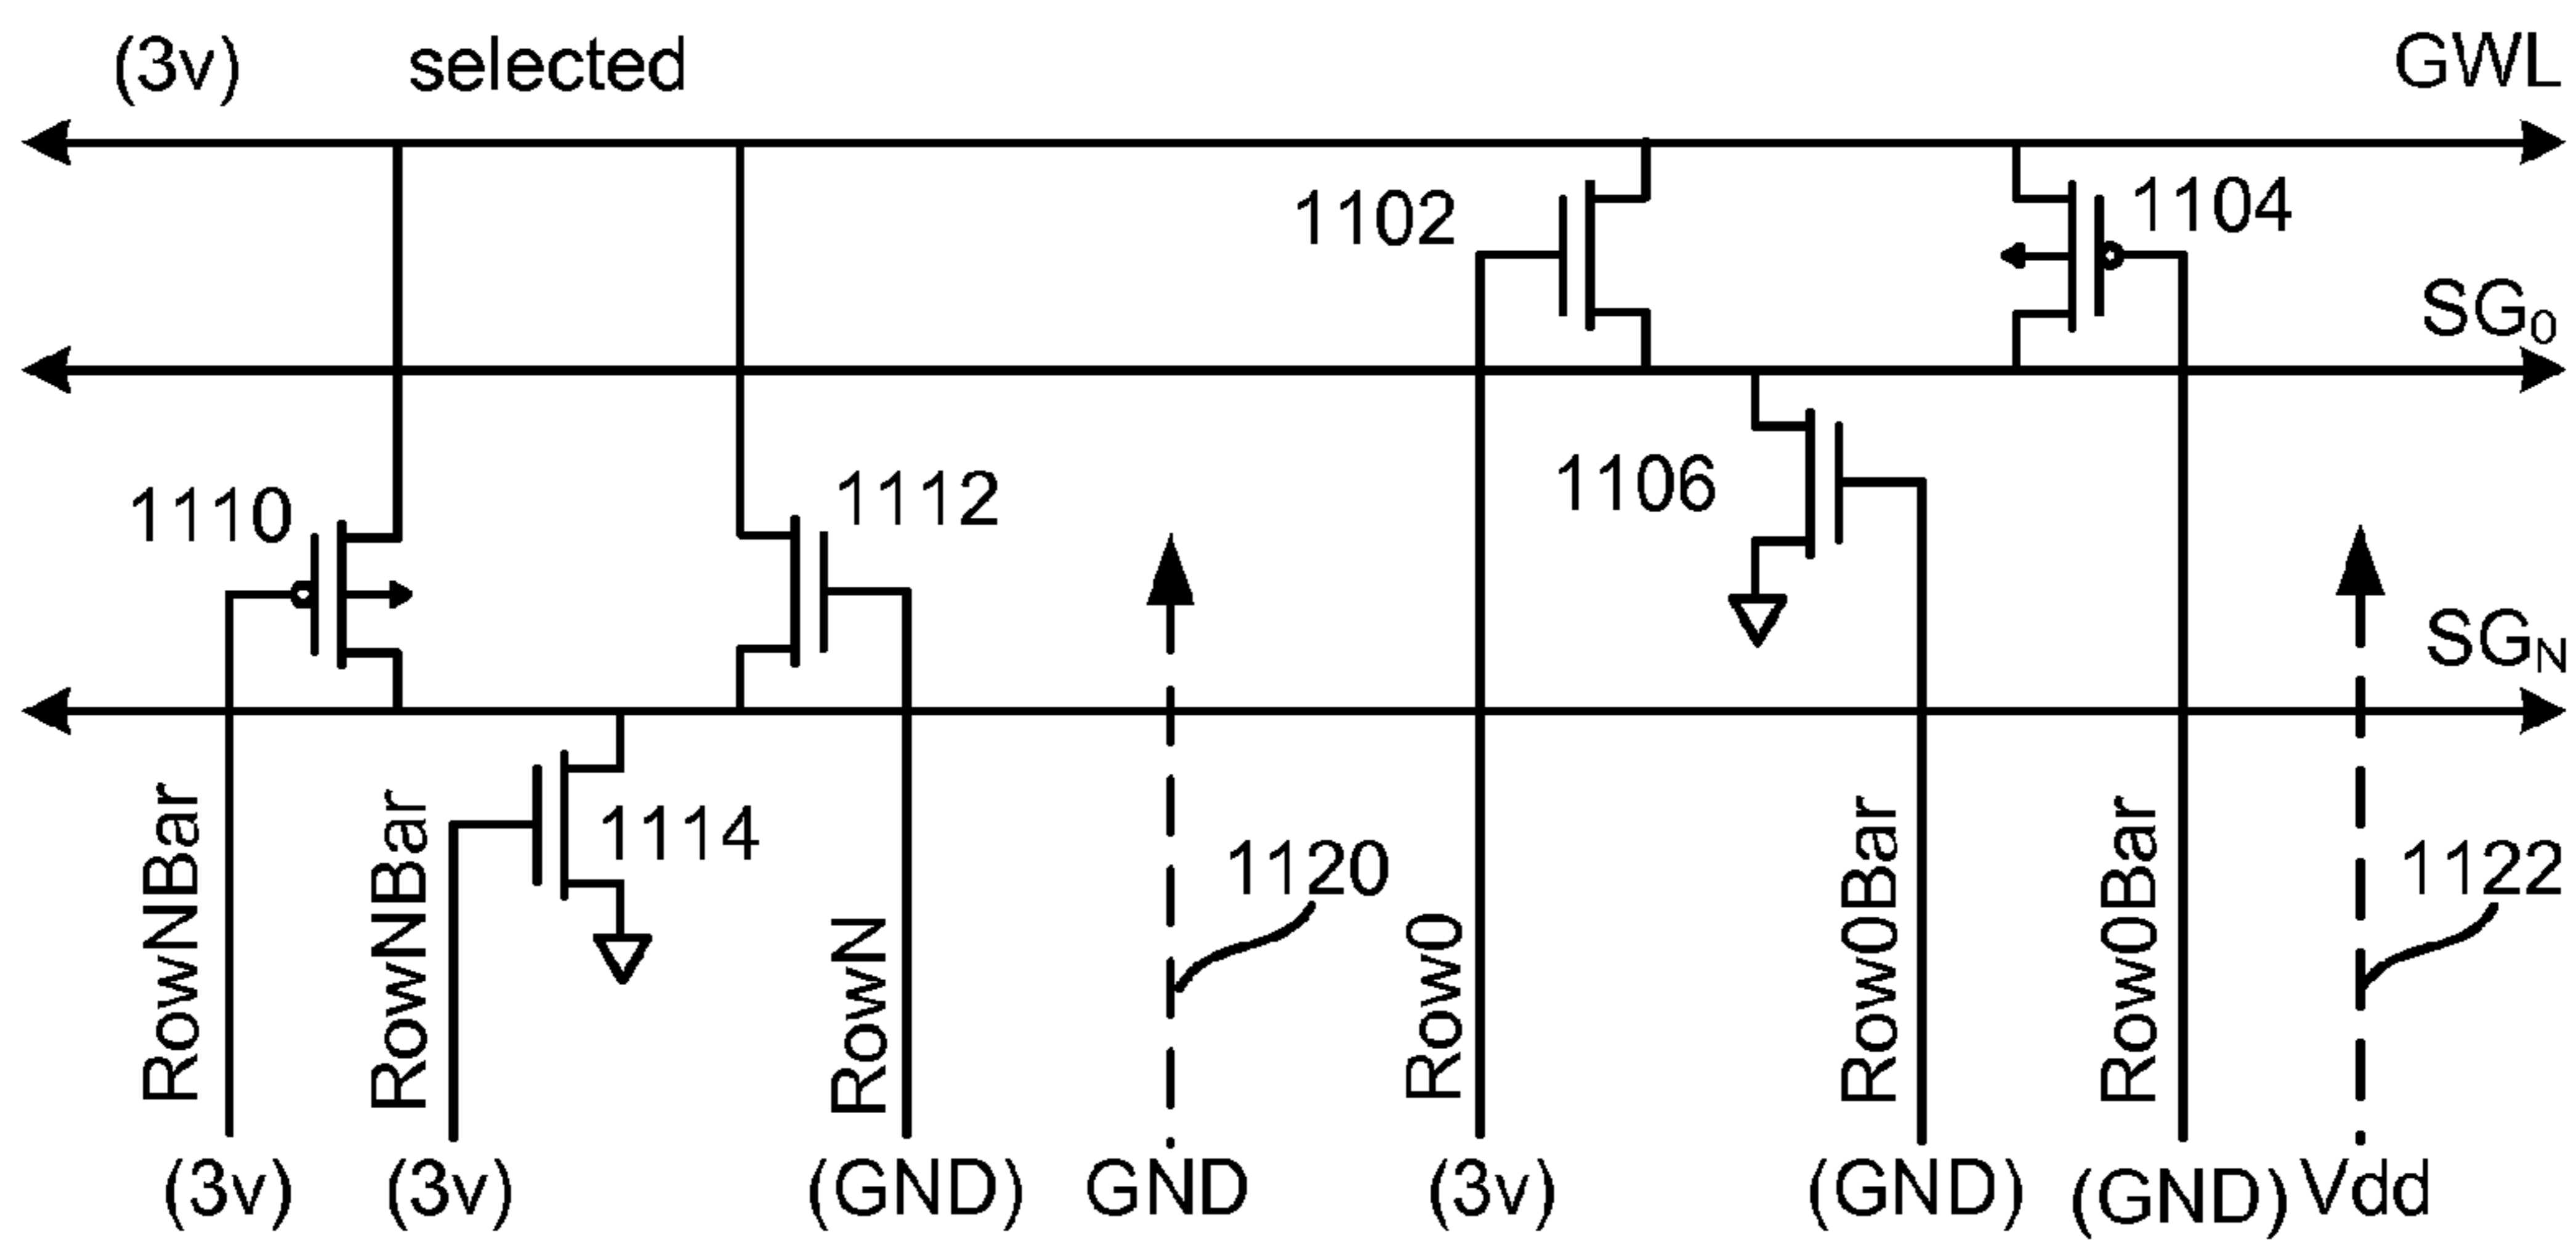 (3v) selected GWL
1102 1104
SG₀
1110 1112 1106
SGN
RowNBar RowNBar 1114 RowN 1120 Row0 Row0Bar Row0Bar 1122
(3v) (3v) (GND) GND (3v) (GND) (GND) Vdd